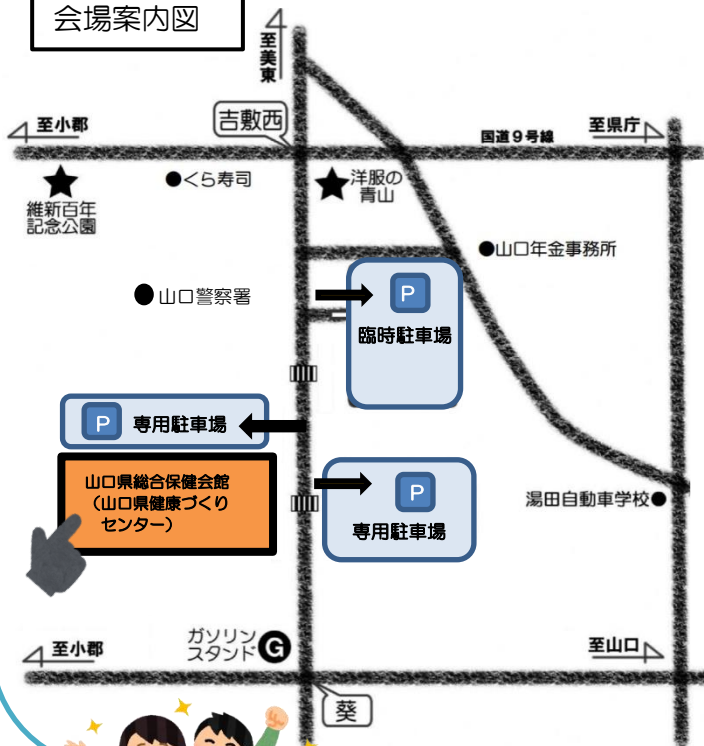 会場案内図
至美東
至小郡
吉敷西
国道9号線
至県庁
●くら寿司
維新百年
記念公園
洋服の
青山
●山口年金事務所
●山口警察署
P
臨時駐車場
P 専用駐車場
山口県総合保健会館
（山口県健康づくり
センター）
P
専用駐車場
湯田自動車学校●
至小郡
ガソリン
スタンド
G
至山口
葵